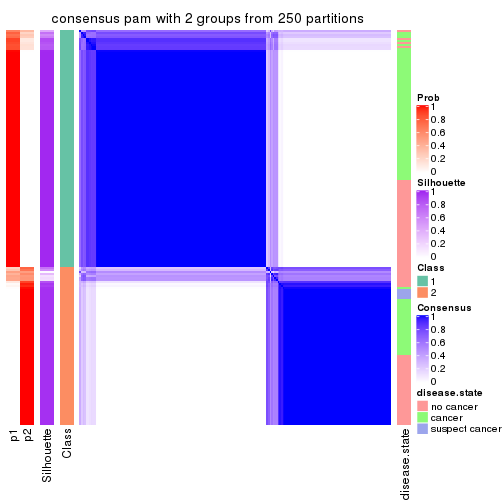 consensus pam with 2 groups from 250 partitions
Prob
1
0.8
0.6
0.4
0.2
0
Silhouette
1
0.8
0.6
0.4
0.2
0
Class
1
2
Consensus
1
0.8
0.6
0.4
0.2
0
disease.state
no cancer
cancer
suspect cancer
p1
p2
Silhouette
Class
disease.state